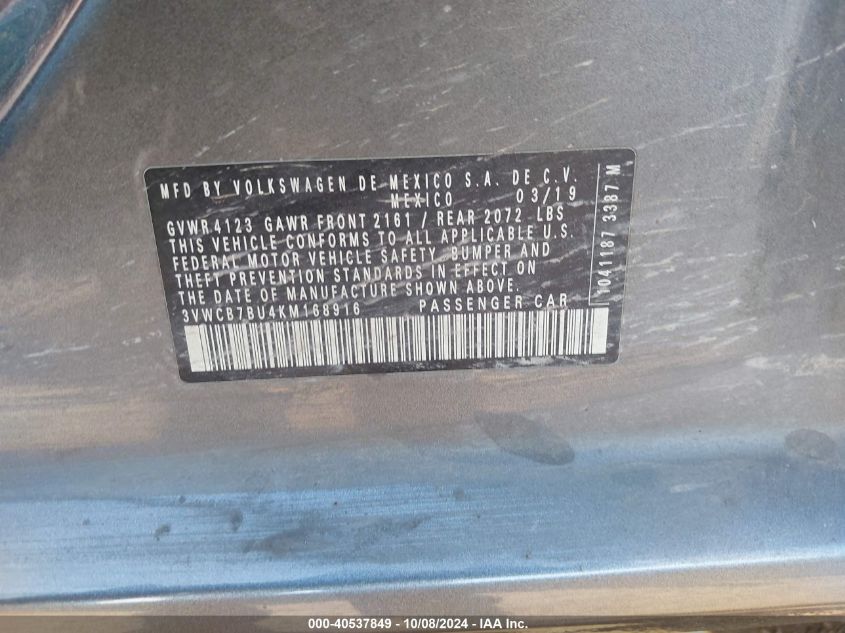 MFD BY VOLKSWAGEN DE MEXICO S.A. DE C.V.
MEXICO 03/19
GVWR 4123 GAWR FRONT 2161 / REAR 2072 LBS
THIS VEHICLE CONFORMS TO ALL APPLICABLE U.S.
FEDERAL MOTOR VEHICLE SAFETY, BUMPER AND
THEFT PREVENTION STANDARDS IN EFFECT ON
THE DATE OF MANUFACTURE SHOWN ABOVE.
3VWCB7BU4KM168916 PASSENGER CAR
1041187 3387 M
000-40537849 - 10/08/2024 - IAA Inc.